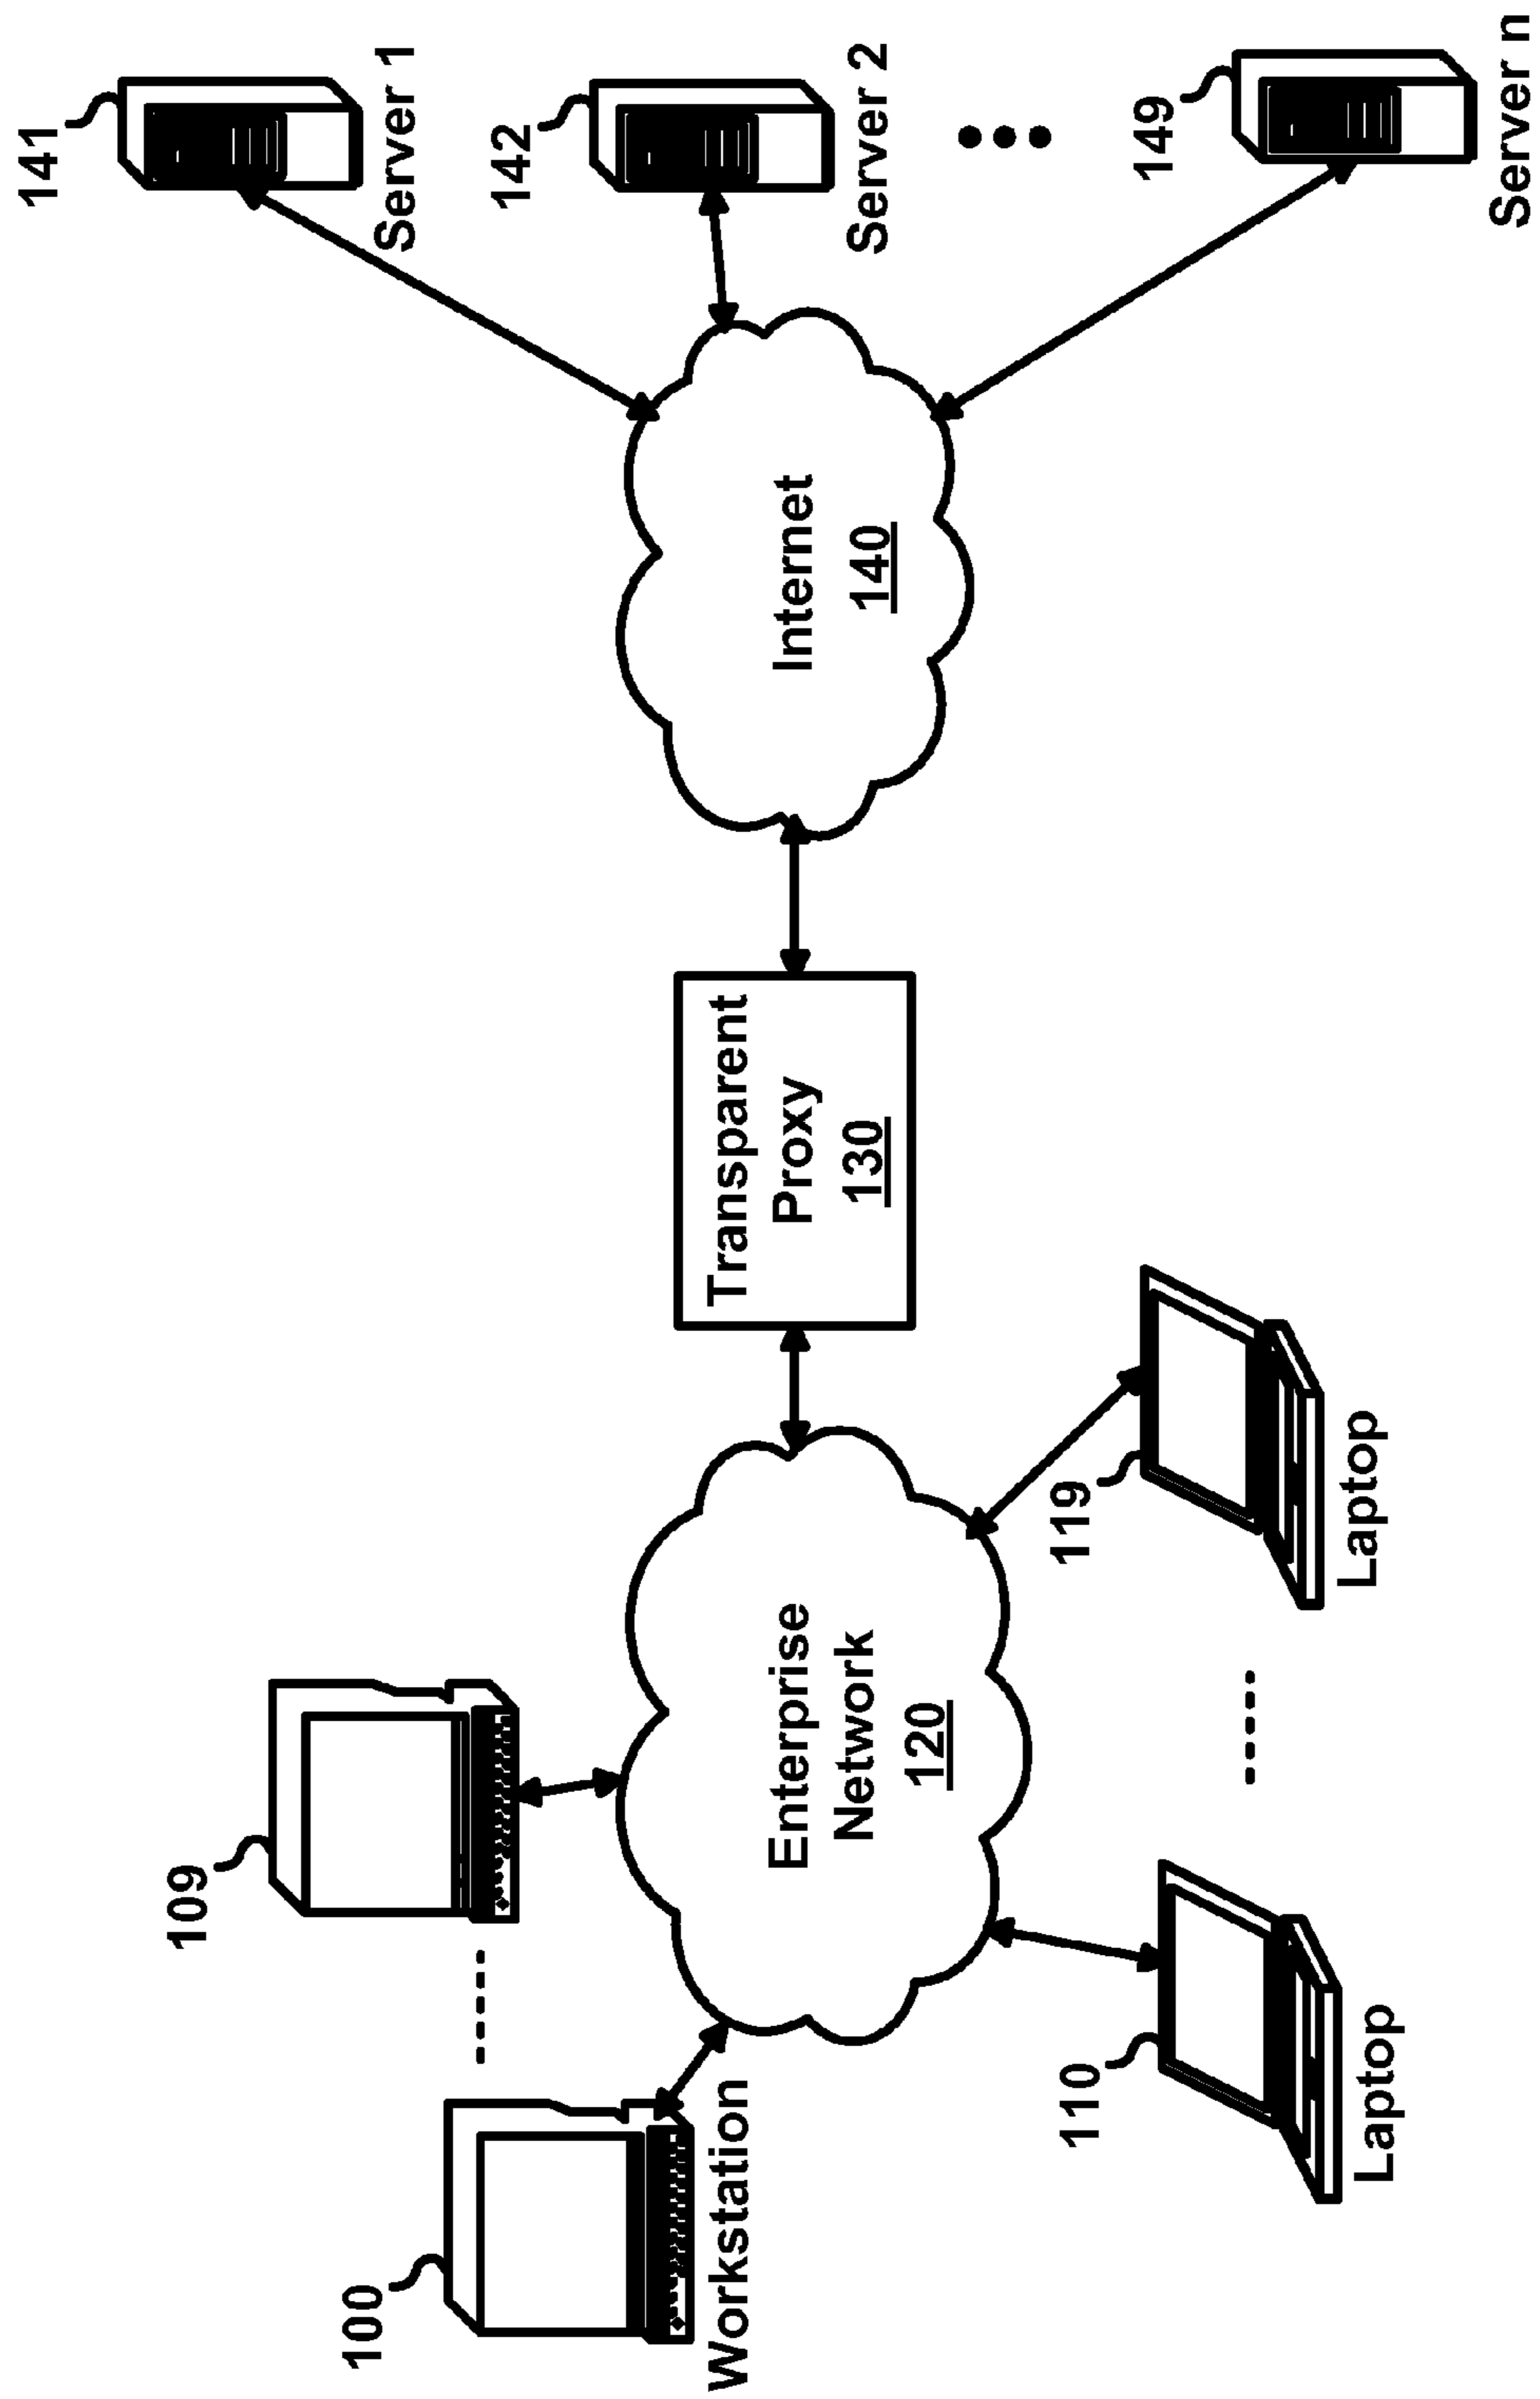 100
Workstation
109
Enterprise
Network
120
110
Laptop
119
Laptop
Transparent
Proxy
130
Internet
140
141
Server 1
142
Server 2
149
Server n